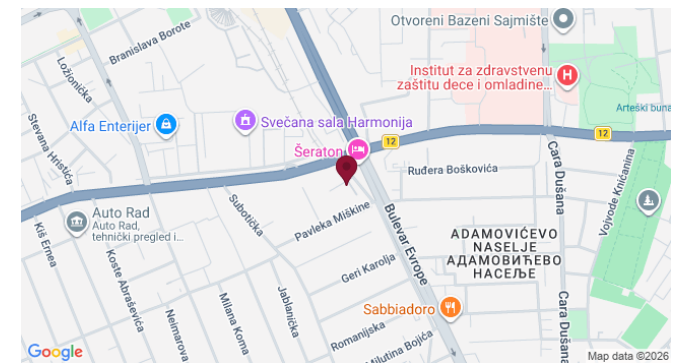 Otvoreni Bazeni Sajmište
Branislava Borote
Ložionička
Institut za zdravstvenu
zaštitu dece i omladine...
H
Stevana Hristića
Alfa Enterijer
Svečana sala Harmonija
Arteški buna
12
12
Šeraton
Ruđera Boškovića
Cara Dušana
Vojvode Knićanina
Auto Rad
Auto Rad,
tehnički pregled i...
Subotička
Pavleka Miškine
Bulevar Evrope
ADAMOVIĆEVO
NASELJE
АДАМОВИЋЕВО
НАСЕЉЕ
Kiš Ernea
Koste Abraševića
Neimarova
Milana Koma
Jablanička
Geri Karolja
Sabbiadoro
Cara Dušana
Romanijska
Milutina Bojića
Google
Map data ©2026